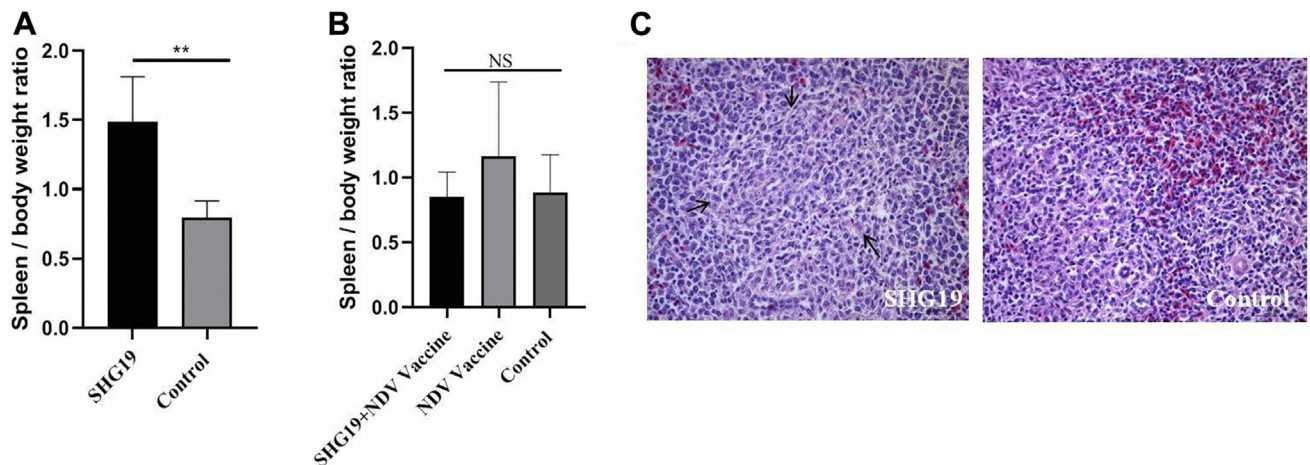 A
Spleen / body weight ratio
2.0
1.5
1.0
0.5
0.0
**
SHG19
Control
B
Spleen / body weight ratio
2.0
1.5
1.0
0.5
0.0
NS
SHG19+NDV Vaccine
NDV Vaccine
Control
C
SHG19
Control